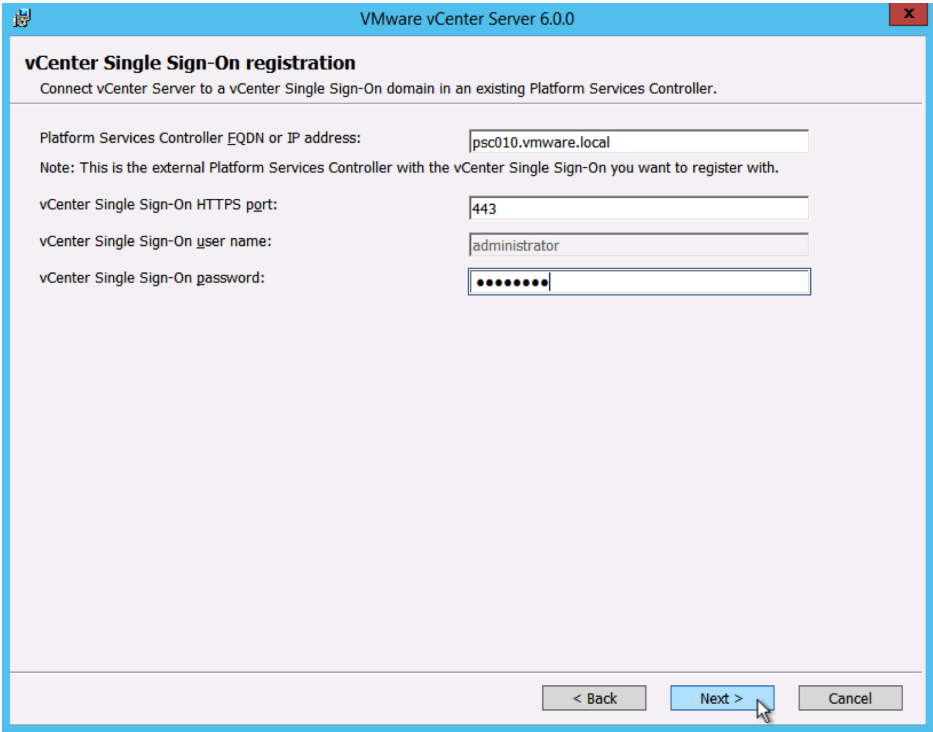 VMware vCenter Server 6.0.0
x
vCenter Single Sign-On registration
Connect vCenter Server to a vCenter Single Sign-On domain in an existing Platform Services Controller.
Platform Services Controller FQDN or IP address: psc010.vmware.local
Note: This is the external Platform Services Controller with the vCenter Single Sign-On you want to register with.
vCenter Single Sign-On HTTPS port: 443
vCenter Single Sign-On user name: administrator
vCenter Single Sign-On password: ●●●●●●●●
< Back Next > Cancel